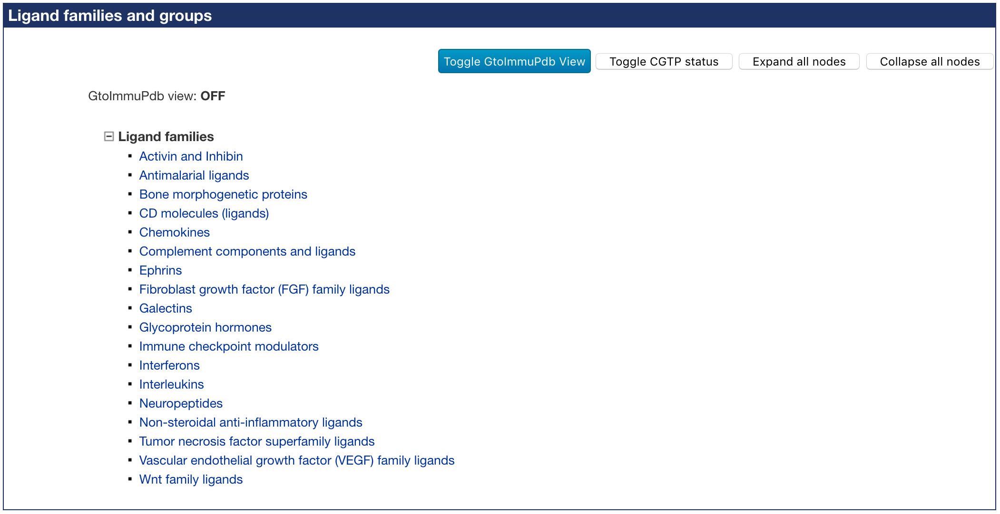 Ligand families and groups
Toggle GtoImmuPdb View Toggle CGTP status Expand all nodes Collapse all nodes
GtoImmuPdb view: OFF
Ligand families
Activin and Inhibin
Antimalarial ligands
Bone morphogenetic proteins
CD molecules (ligands)
Chemokines
Complement components and ligands
Ephrins
Fibroblast growth factor (FGF) family ligands
Galectins
Glycoprotein hormones
Immune checkpoint modulators
Interferons
Interleukins
Neuropeptides
Non-steroidal anti-inflammatory ligands
Tumor necrosis factor superfamily ligands
Vascular endothelial growth factor (VEGF) family ligands
Wnt family ligands